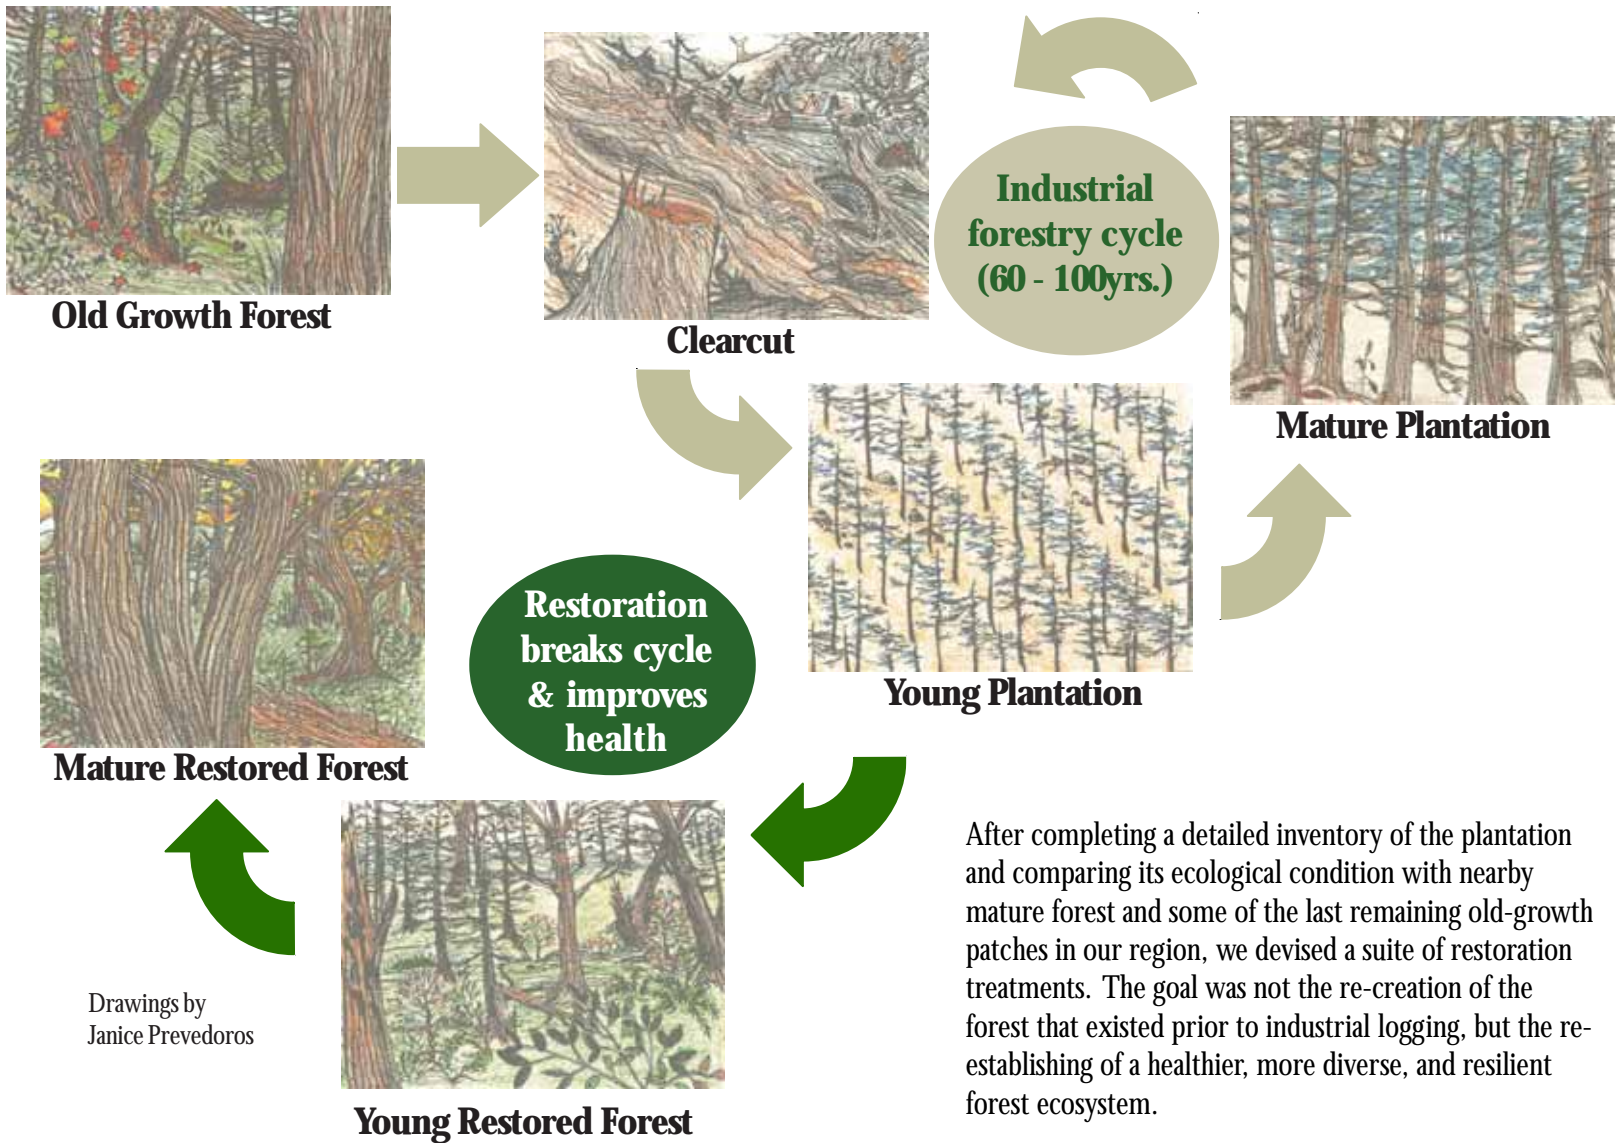 Old Growth Forest
Clearcut
Industrial
forestry cycle
(60 - 100yrs.)
Mature Plantation
Young Plantation
Restoration
breaks cycle
& improves
health
Mature Restored Forest
Young Restored Forest
Drawings by
Janice Prevedoros
After completing a detailed inventory of the plantation
and comparing its ecological condition with nearby
mature forest and some of the last remaining old-growth
patches in our region, we devised a suite of restoration
treatments. The goal was not the re-creation of the
forest that existed prior to industrial logging, but the re-
establishing of a healthier, more diverse, and resilient
forest ecosystem.